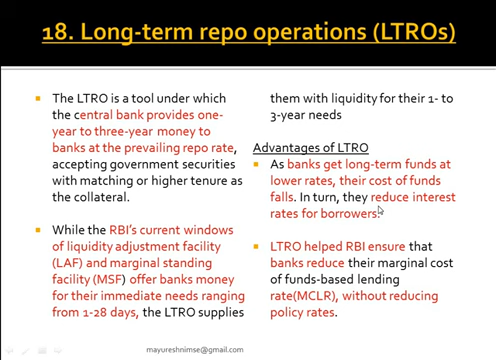 18. Long-term repo operations (LTROs)
The LTRO is a tool under which
the central bank provides one-
year to three-year money to
banks at the prevailing repo rate,
accepting government securities
with matching or higher tenure as
the collateral.
While the RBI's current windows
of liquidity adjustment facility
(LAF) and marginal standing
facility (MSF) offer banks money
for their immediate needs ranging
from 1-28 days, the LTRO supplies
them with liquidity for their 1- to
3-year needs
Advantages of LTRO
As banks get long-term funds at
lower rates, their cost of funds
falls. In turn, they reduce interest
rates for borrowers.
LTRO helped RBI ensure that
banks reduce their marginal cost
of funds-based lending
rate(MCLR), without reducing
policy rates.
mayureshnimse@gmail.com